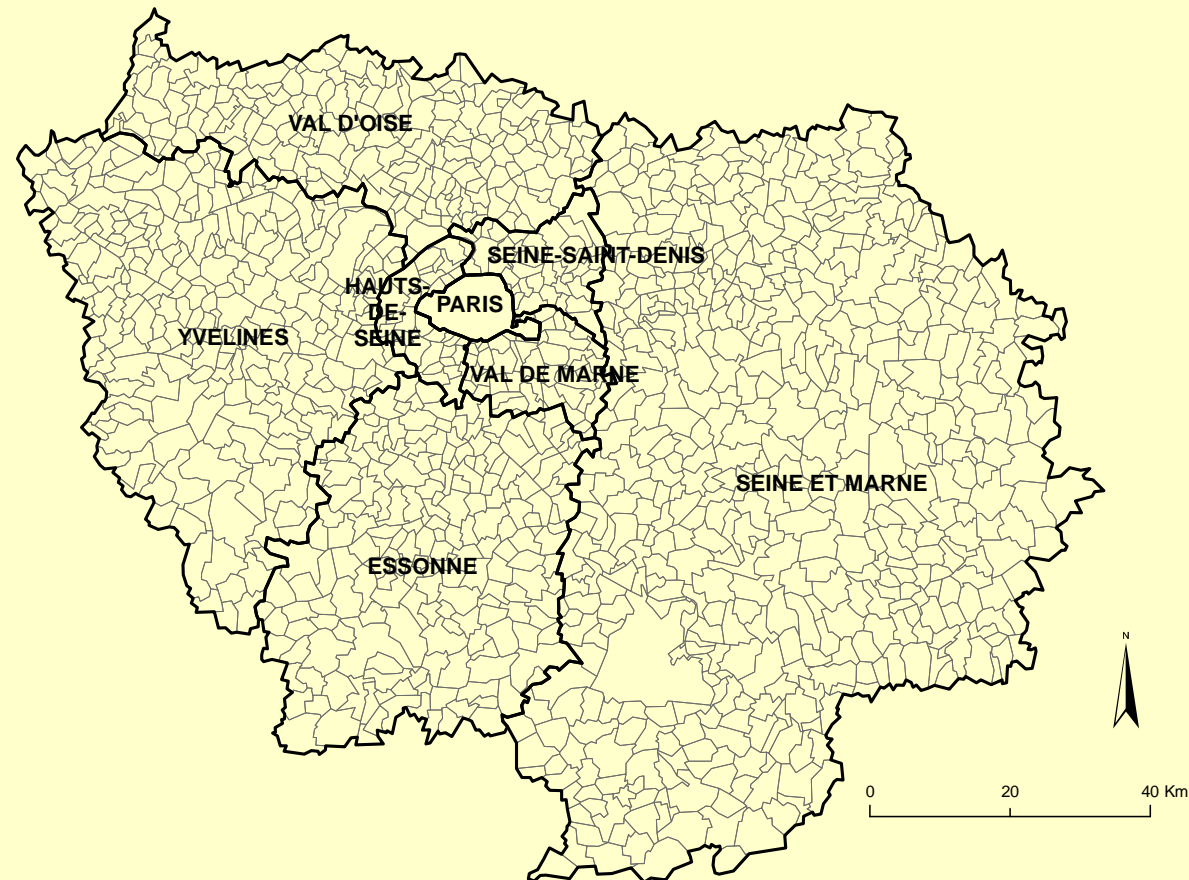 VAL D'OISE
SEINE-SAINT-DENIS
HAUTS-
DE-
SEINE
PARIS
YVELINES
VAL DE MARNE
SEINE ET MARNE
ESSONNE
N
0 20 40 Km